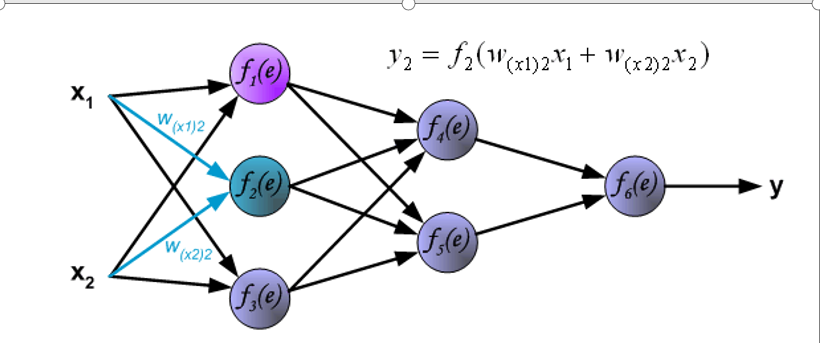 y₂ = f₂(w₍ₓ₁₎₂x₁ + w₍ₓ₂₎₂x₂)
f₁(e)
x₁
w₍ₓ₁₎₂
f₄(e)
f₂(e)
f₆(e)
y
w₍ₓ₂₎₂
f₅(e)
x₂
f₃(e)